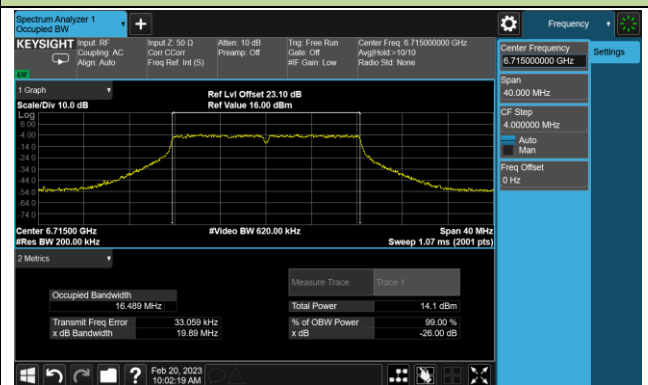 Spectrum Analyzer 1
Occupied BW
Frequency
KEYSIGHT
Input: RF
Coupling: AC
Align: Auto
Input Z: 50 Ω
Corr CCorr
Freq Ref: Int (S)
Atten: 10 dB
Preamp: Off
Trig: Free Run
Gate: Off
#IF Gain: Low
Center Freq: 6.715000000 GHz
Avg|Hold:>10/10
Radio Std: None
Center Frequency
6.715000000 GHz
Settings
Span
40.000 MHz
CF Step
4.000000 MHz
Auto
Man
Freq Offset
0 Hz
1 Graph
Scale/Div 10.0 dB
Ref Lvl Offset 23.10 dB
Ref Value 16.00 dBm
Log
6.00
-4.00
-14.0
-24.0
-34.0
-44.0
-54.0
-64.0
-74.0
Center 6.71500 GHz
#Res BW 200.00 kHz
#Video BW 620.00 kHz
Span 40 MHz
Sweep 1.07 ms (2001 pts)
2 Metrics
Measure Trace
Trace 1
Occupied Bandwidth
16.489 MHz
Total Power
14.1 dBm
Transmit Freq Error
33.059 kHz
% of OBW Power
99.00 %
x dB Bandwidth
19.89 MHz
x dB
-26.00 dB
Feb 20, 2023
10:02:19 AM